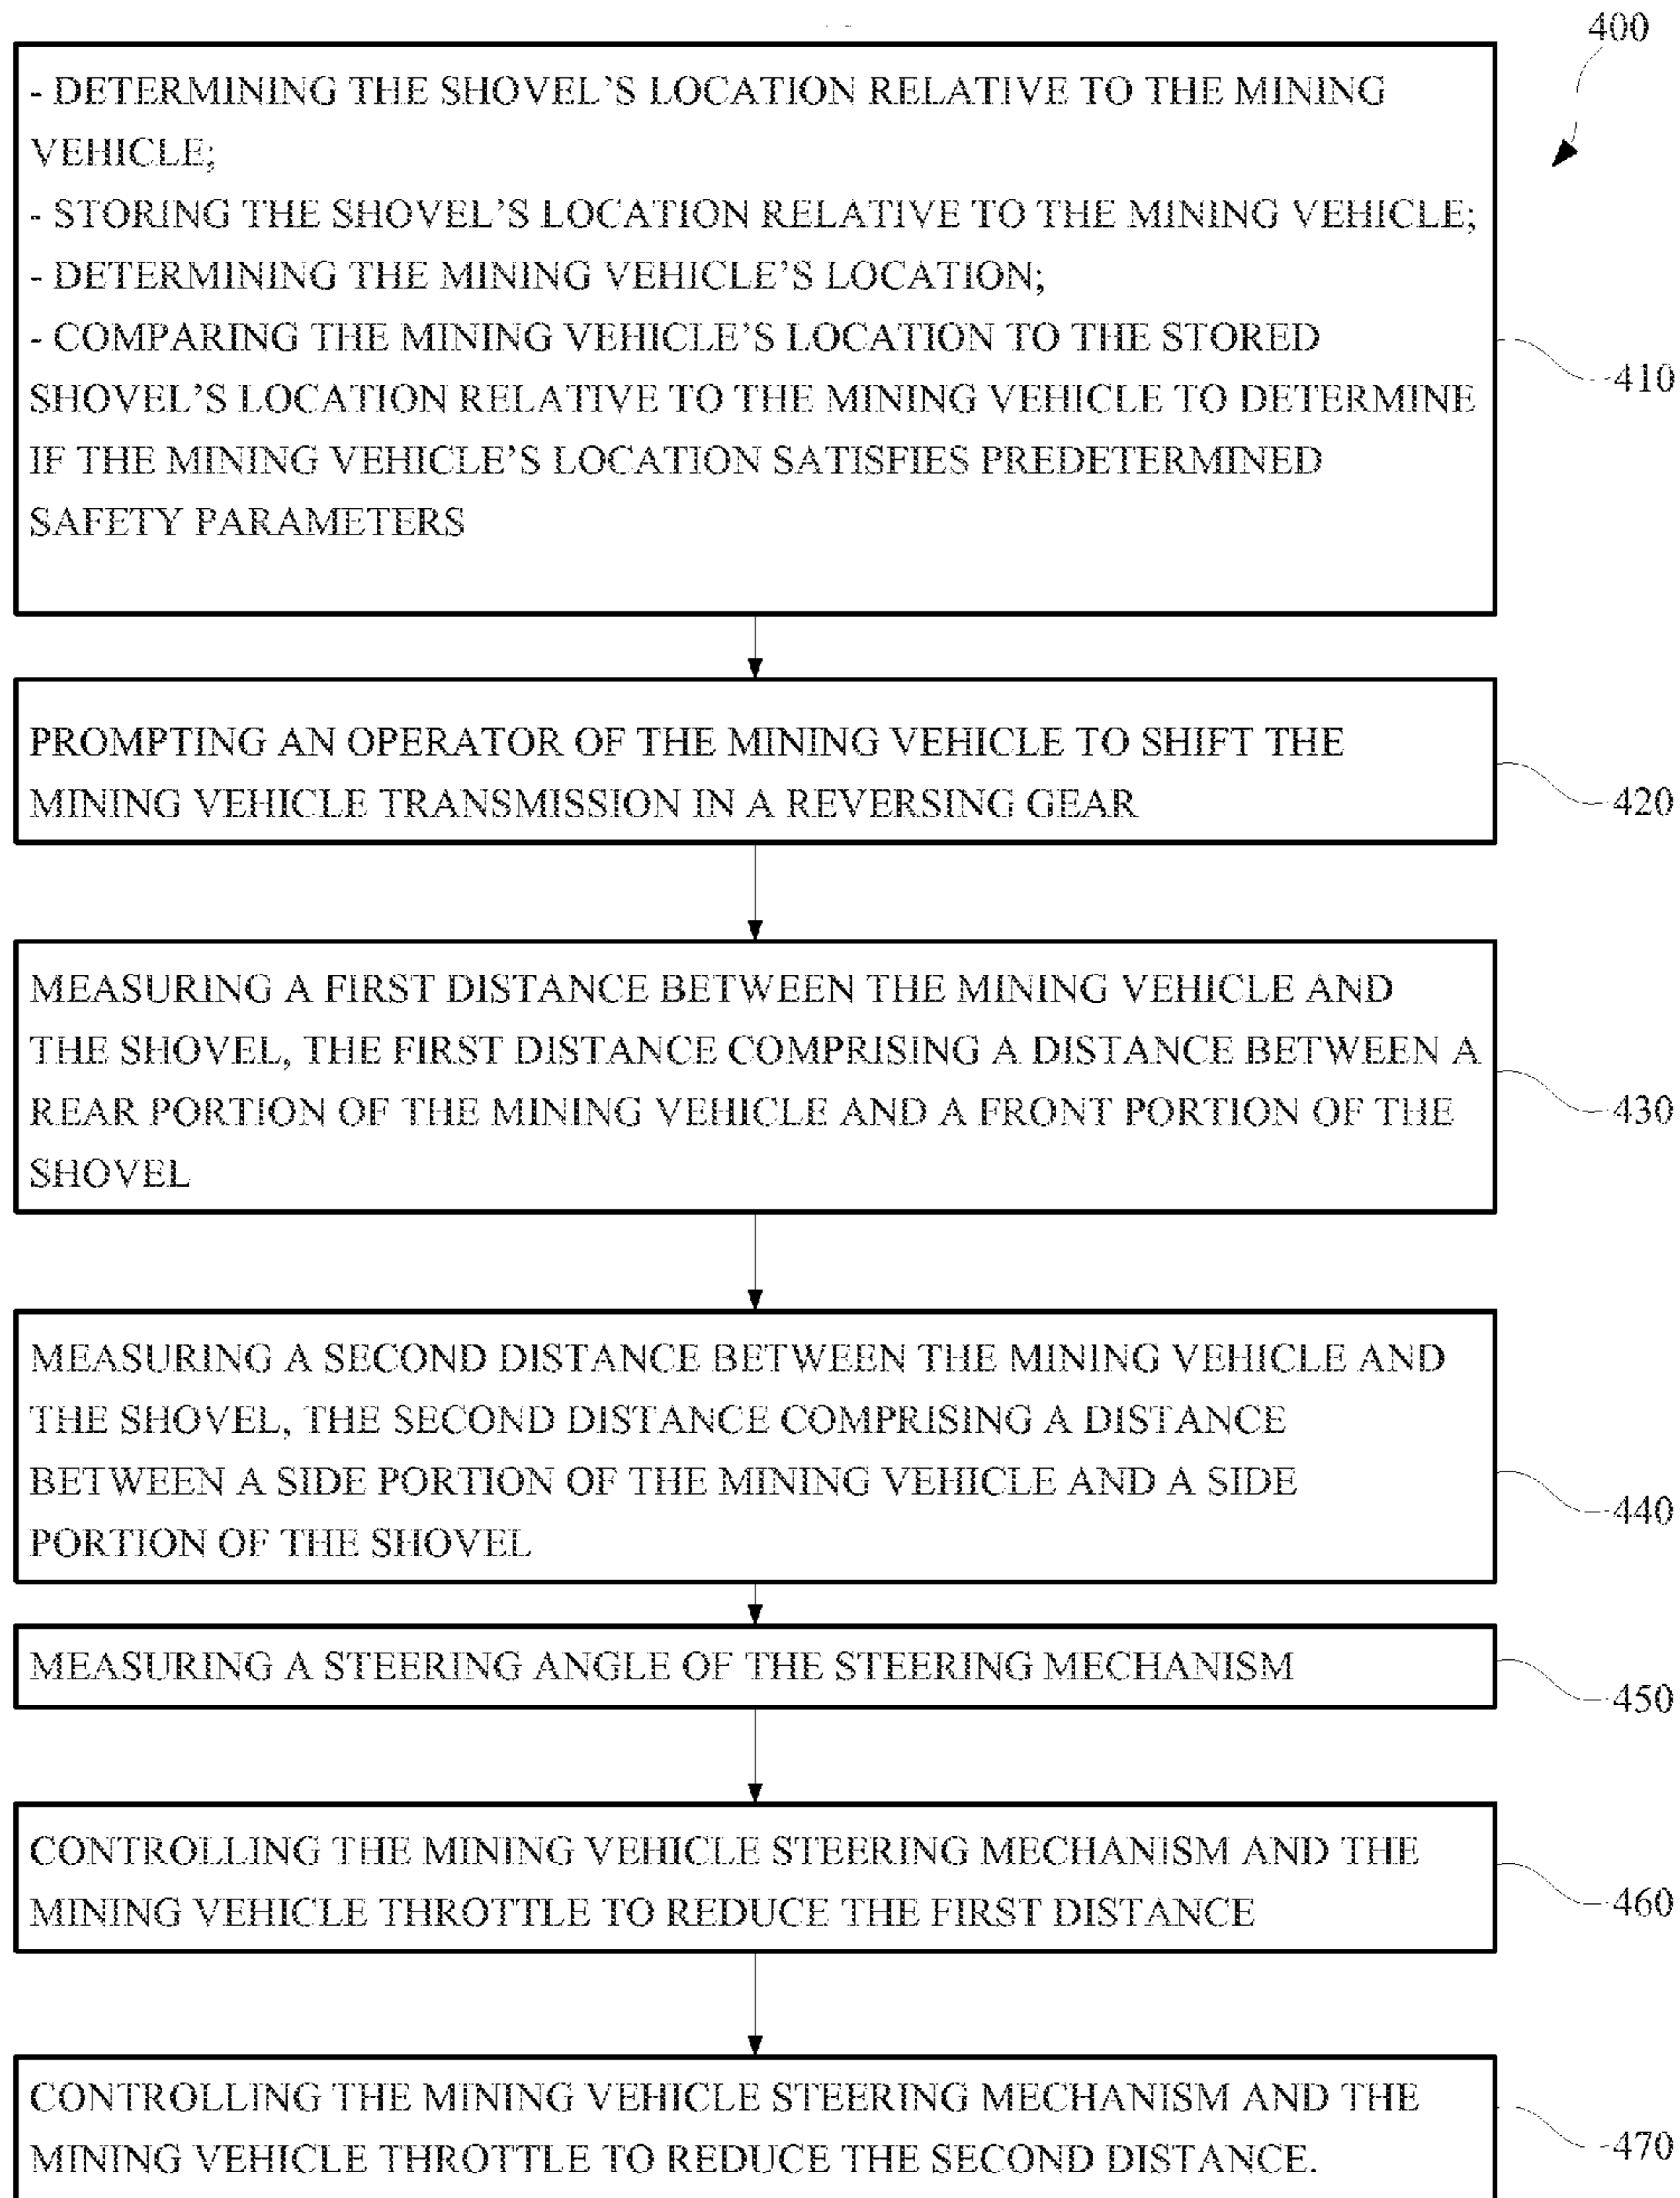 400
- DETERMINING THE SHOVEL'S LOCATION RELATIVE TO THE MINING
VEHICLE;
- STORING THE SHOVEL'S LOCATION RELATIVE TO THE MINING VEHICLE;
- DETERMINING THE MINING VEHICLE'S LOCATION;
- COMPARING THE MINING VEHICLE'S LOCATION TO THE STORED
SHOVEL'S LOCATION RELATIVE TO THE MINING VEHICLE TO DETERMINE
IF THE MINING VEHICLE'S LOCATION SATISFIES PREDETERMINED
SAFETY PARAMETERS
410
PROMPTING AN OPERATOR OF THE MINING VEHICLE TO SHIFT THE
MINING VEHICLE TRANSMISSION IN A REVERSING GEAR
420
MEASURING A FIRST DISTANCE BETWEEN THE MINING VEHICLE AND
THE SHOVEL, THE FIRST DISTANCE COMPRISING A DISTANCE BETWEEN A
REAR PORTION OF THE MINING VEHICLE AND A FRONT PORTION OF THE
SHOVEL
430
MEASURING A SECOND DISTANCE BETWEEN THE MINING VEHICLE AND
THE SHOVEL, THE SECOND DISTANCE COMPRISING A DISTANCE
BETWEEN A SIDE PORTION OF THE MINING VEHICLE AND A SIDE
PORTION OF THE SHOVEL
440
MEASURING A STEERING ANGLE OF THE STEERING MECHANISM
450
CONTROLLING THE MINING VEHICLE STEERING MECHANISM AND THE
MINING VEHICLE THROTTLE TO REDUCE THE FIRST DISTANCE
460
CONTROLLING THE MINING VEHICLE STEERING MECHANISM AND THE
MINING VEHICLE THROTTLE TO REDUCE THE SECOND DISTANCE.
470